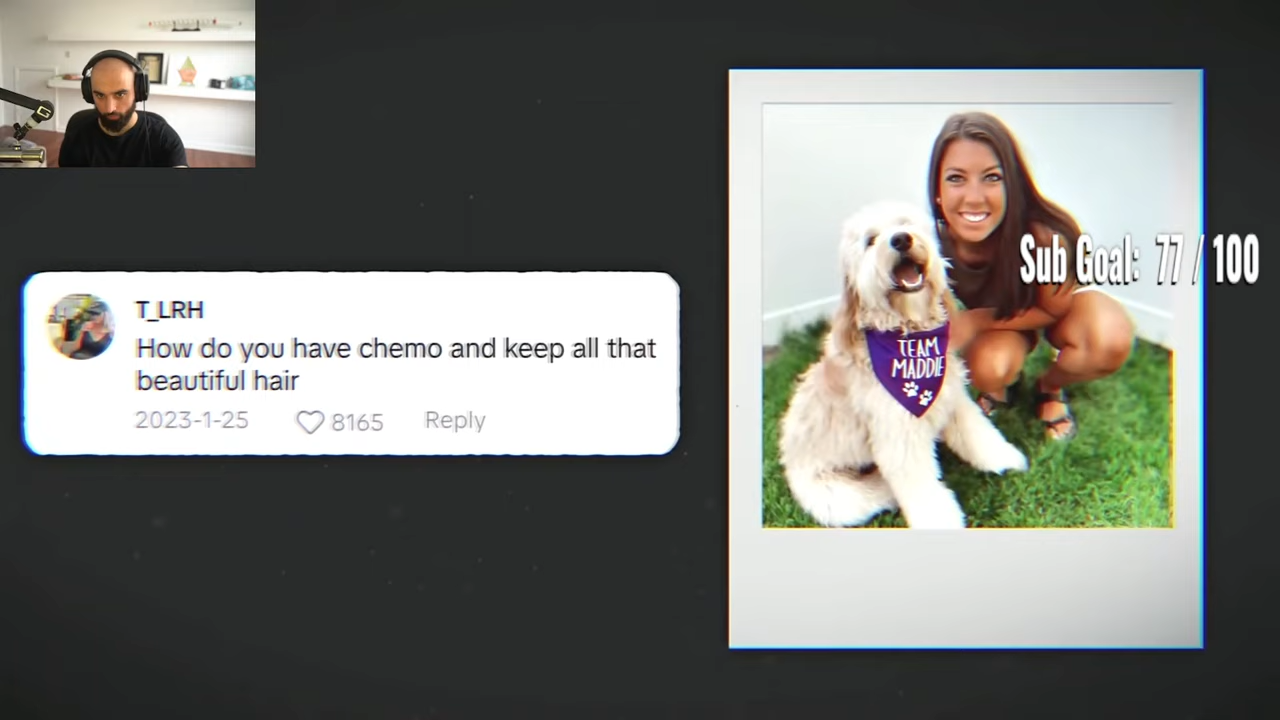 T_LRH
How do you have chemo and keep all that
beautiful hair
2023-1-25 8165 Reply
Sub Goal: 77 / 100
TEAM
MADDIE